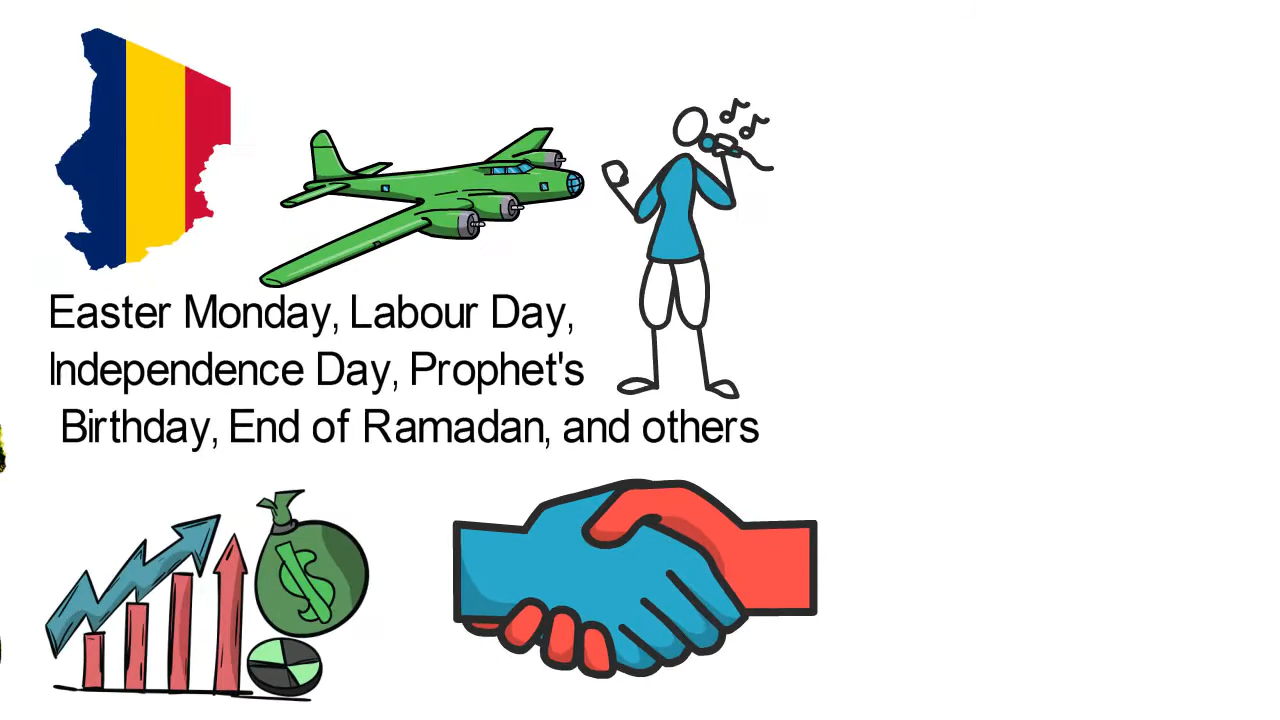 Easter Monday, Labour Day,
Independence Day, Prophet's
Birthday, End of Ramadan, and others